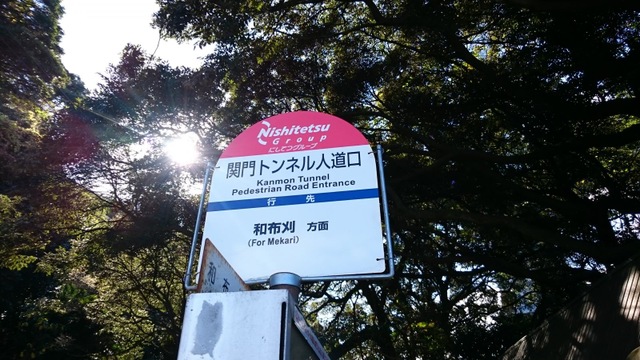 Nishitetsu
Group
にしてつグループ
関門トンネル人道口
Kanmon Tunnel
Pedestrian Road Entrance
行先
和布刈 方面
(For Mekari)
和